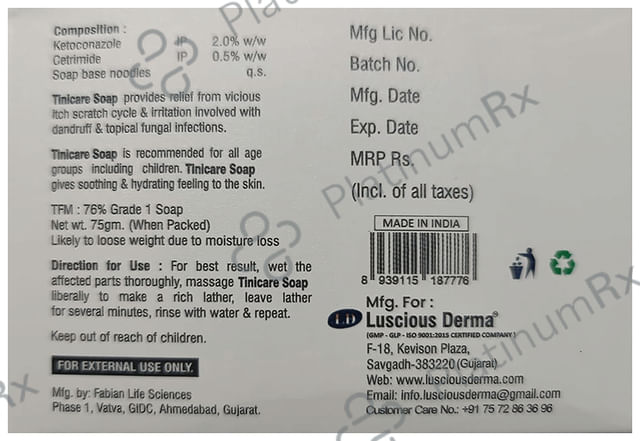 Composition :
Ketoconazole IP 2.0% w/w
Cetrimide IP 0.5% w/w
Soap base noodles q.s.
Tinicare Soap provides relief from vicious
itch scratch cycle & irritation involved with
dandruff & topical fungal infections.
Tinicare Soap is recommended for all age
groups including children. Tinicare Soap
gives soothing & hydrating feeling to the skin.
TFM : 76% Grade 1 Soap
Net wt. 75gm. (When Packed)
Likely to loose weight due to moisture loss
Direction for Use : For best result, wet the
affected parts thoroughly, massage Tinicare Soap
liberally to make a rich lather, leave lather
for several minutes, rinse with water & repeat.
Keep out of reach of children.
FOR EXTERNAL USE ONLY.
Mfg. by: Fabian Life Sciences
Phase 1, Vatva, GIDC, Ahmedabad, Gujarat.
Mfg Lic No.
Batch No.
Mfg. Date
Exp. Date
MRP Rs.
(Incl. of all taxes)
MADE IN INDIA
8 939115 187776
Mfg. For :
LD Luscious Derma®
(GMP - GLP - ISO 9001:2015 CERTIFIED COMPANY)
F-18, Kevison Plaza,
Savgadh-383220 (Gujarat)
Web: www.lusciousderma.com
Email: info.lusciousderma@gmail.com
Customer Care No.: +91 75 72 86 36 96
PlatinumRx
PlatinumRx
PlatinumRx
Rx